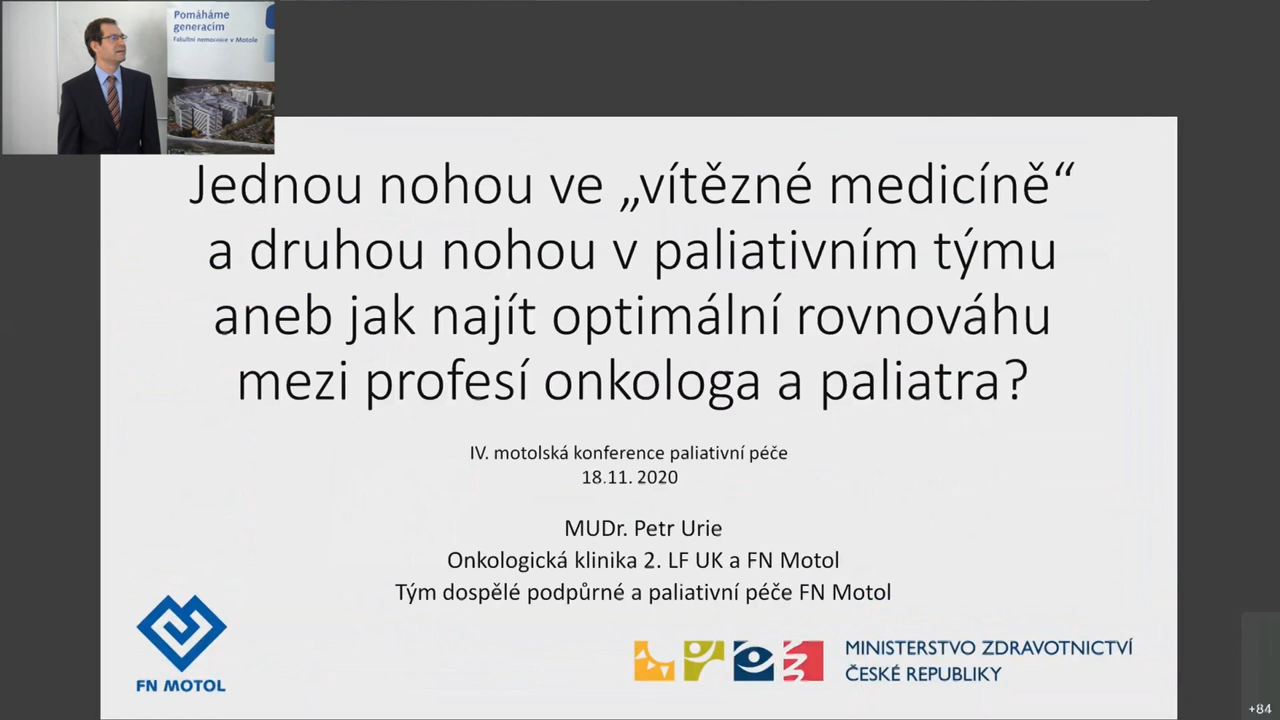 Pomáháme
generacím
Fakultní nemocnice v Motole
Jednou nohou ve „vítězné medicíně“
a druhou nohou v paliativním týmu
aneb jak najít optimální rovnováhu
mezi profesí onkologa a paliatra?
IV. motolská konference paliativní péče
18.11. 2020
MUDr. Petr Urie
Onkologická klinika 2. LF UK a FN Motol
Tým dospělé podpůrné a paliativní péče FN Motol
FN MOTOL
MINISTERSTVO ZDRAVOTNICTVÍ
ČESKÉ REPUBLIKY
+84